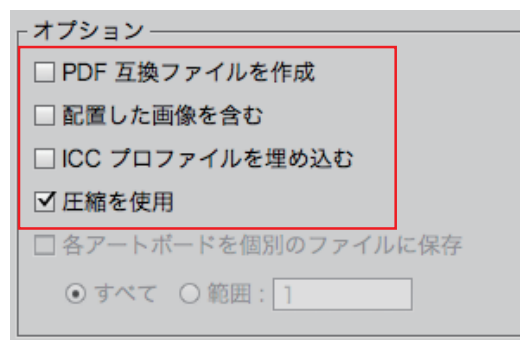 オプション
PDF 互換ファイルを作成
配置した画像を含む
ICC プロファイルを埋め込む
圧縮を使用
各アートボードを個別のファイルに保存
すべて 範囲: 1